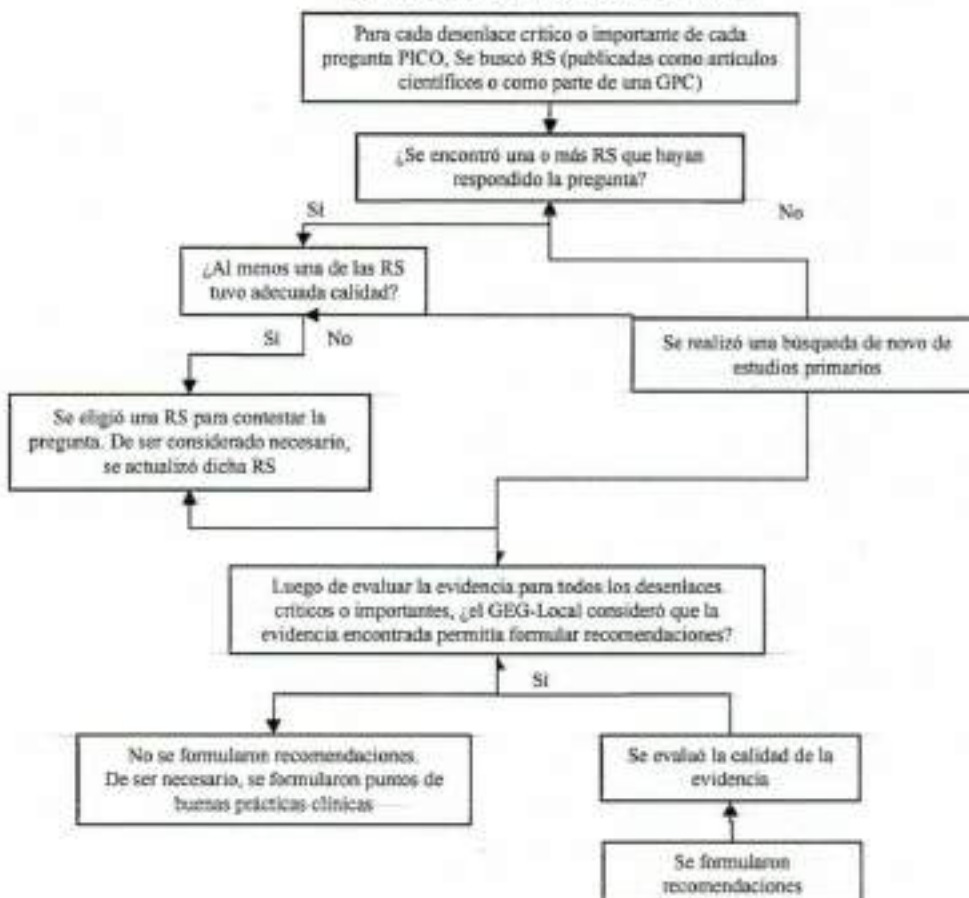 Para cada desenlace crítico o importante de cada
pregunta PICO, Se buscó RS (publicadas como artículos
científicos o como parte de una GPC)
¿Se encontró una o más RS que hayan
respondido la pregunta?
Si
No
¿Al menos una de las RS
tuvo adecuada calidad?
Si
No
Se realizó una búsqueda de novo de
estudios primarios
Se eligió una RS para contestar la
pregunta. De ser considerado necesario,
se actualizó dicha RS
Luego de evaluar la evidencia para todos los desenlaces
críticos o importantes, ¿el GEG-Local consideró que la
evidencia encontrada permitía formular recomendaciones?
Si
No se formularon recomendaciones.
De ser necesario, se formularon puntos de
buenas prácticas clínicas
Se evaluó la calidad de la
evidencia
Se formularon
recomendaciones